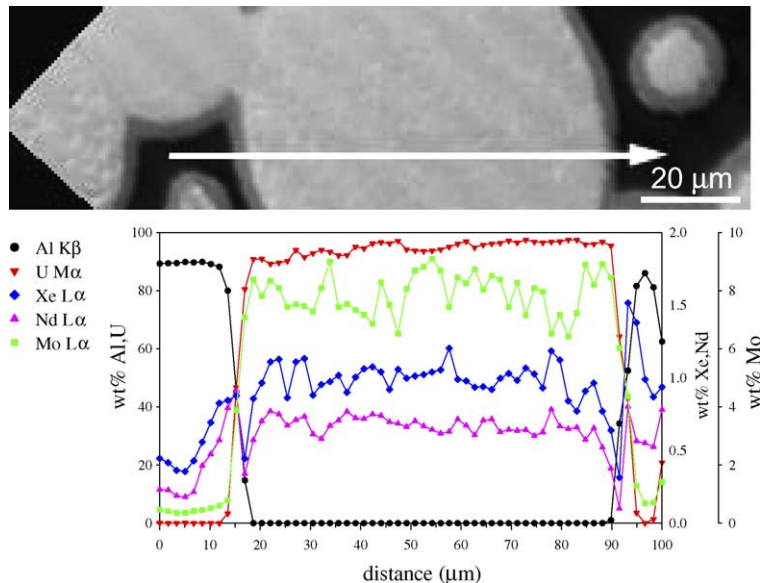 20 μm
Al Kβ
U Mα
Xe Lα
Nd Lα
Mo Lα
wt% Al,U
100
80
60
40
20
0
2.0
1.5
1.0
0.5
0.0
wt% Xe,Nd
10
8
6
4
2
0
wt% Mo
0 10 20 30 40 50 60 70 80 90 100
distance (μm)